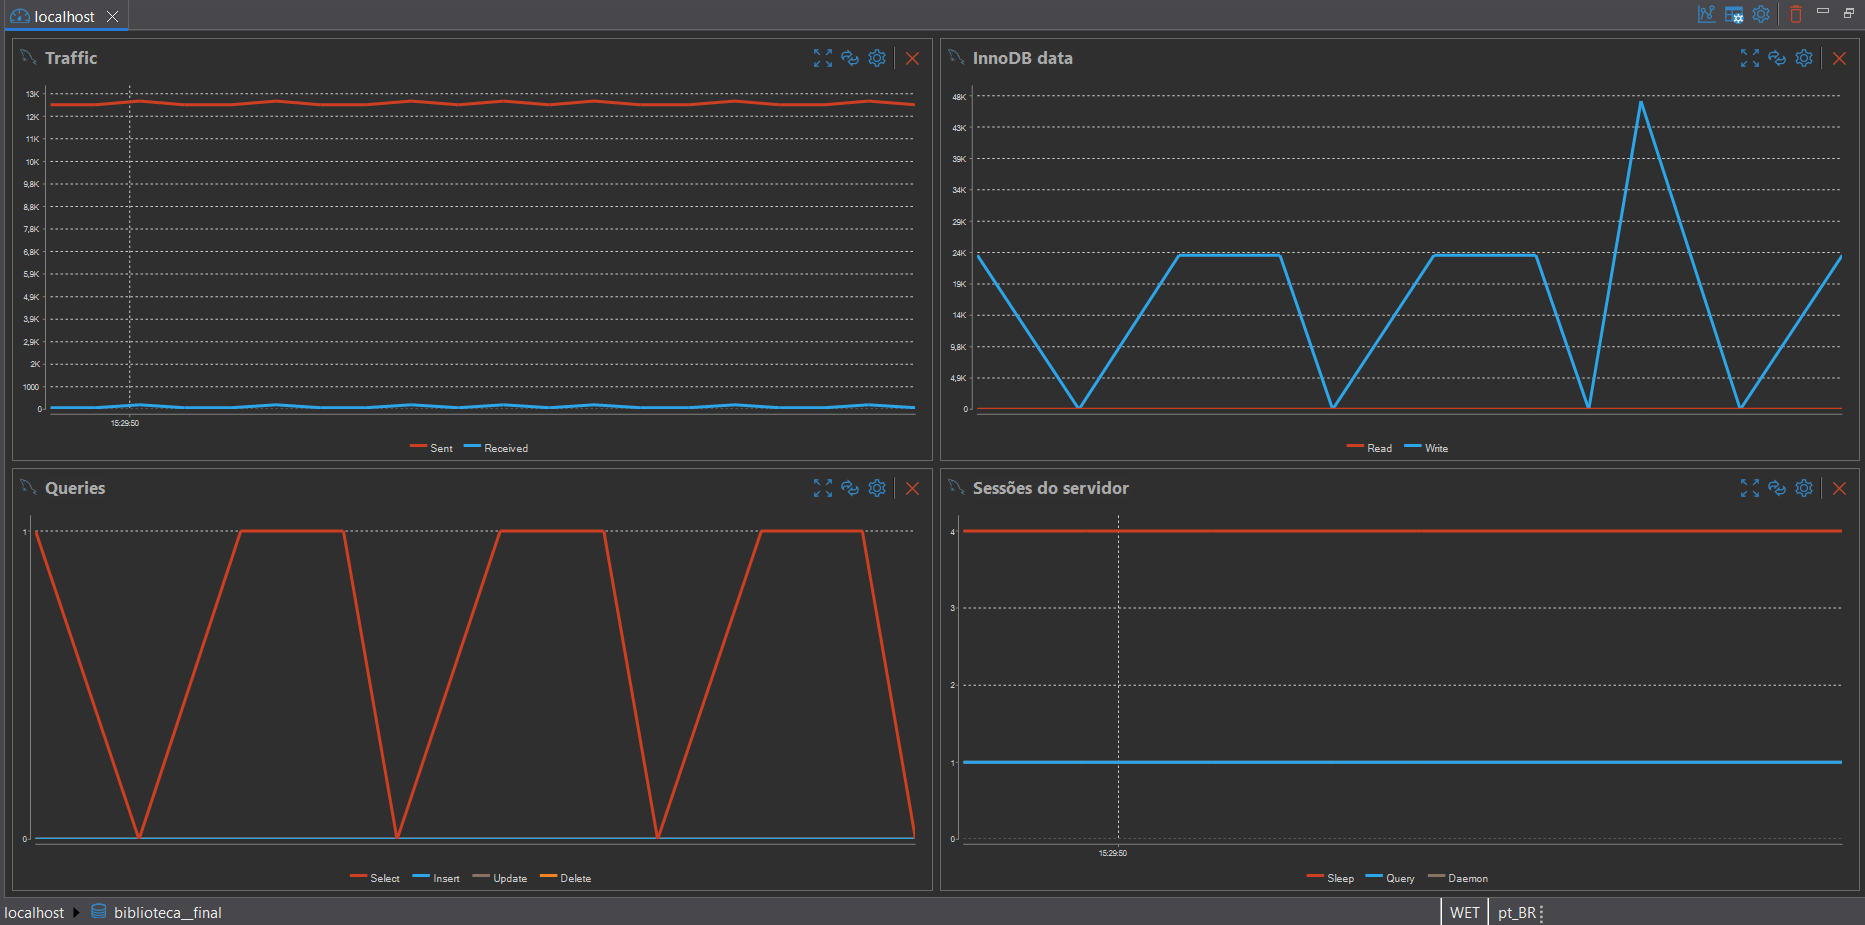 localhost
Traffic
13K
12K
11K
10K
9,8K
8,8K
7,8K
6,8K
5,9K
4,9K
3,9K
2,9K
2K
1000
0
15:29:50
Sent Received
InnoDB data
48K
43K
39K
34K
29K
24K
19K
14K
9,8K
4,9K
0
Read Write
Queries
1
0
Select Insert Update Delete
Sessões do servidor
4
3
2
1
0
15:29:50
Sleep Query Daemon
localhost biblioteca__final WET pt_BR